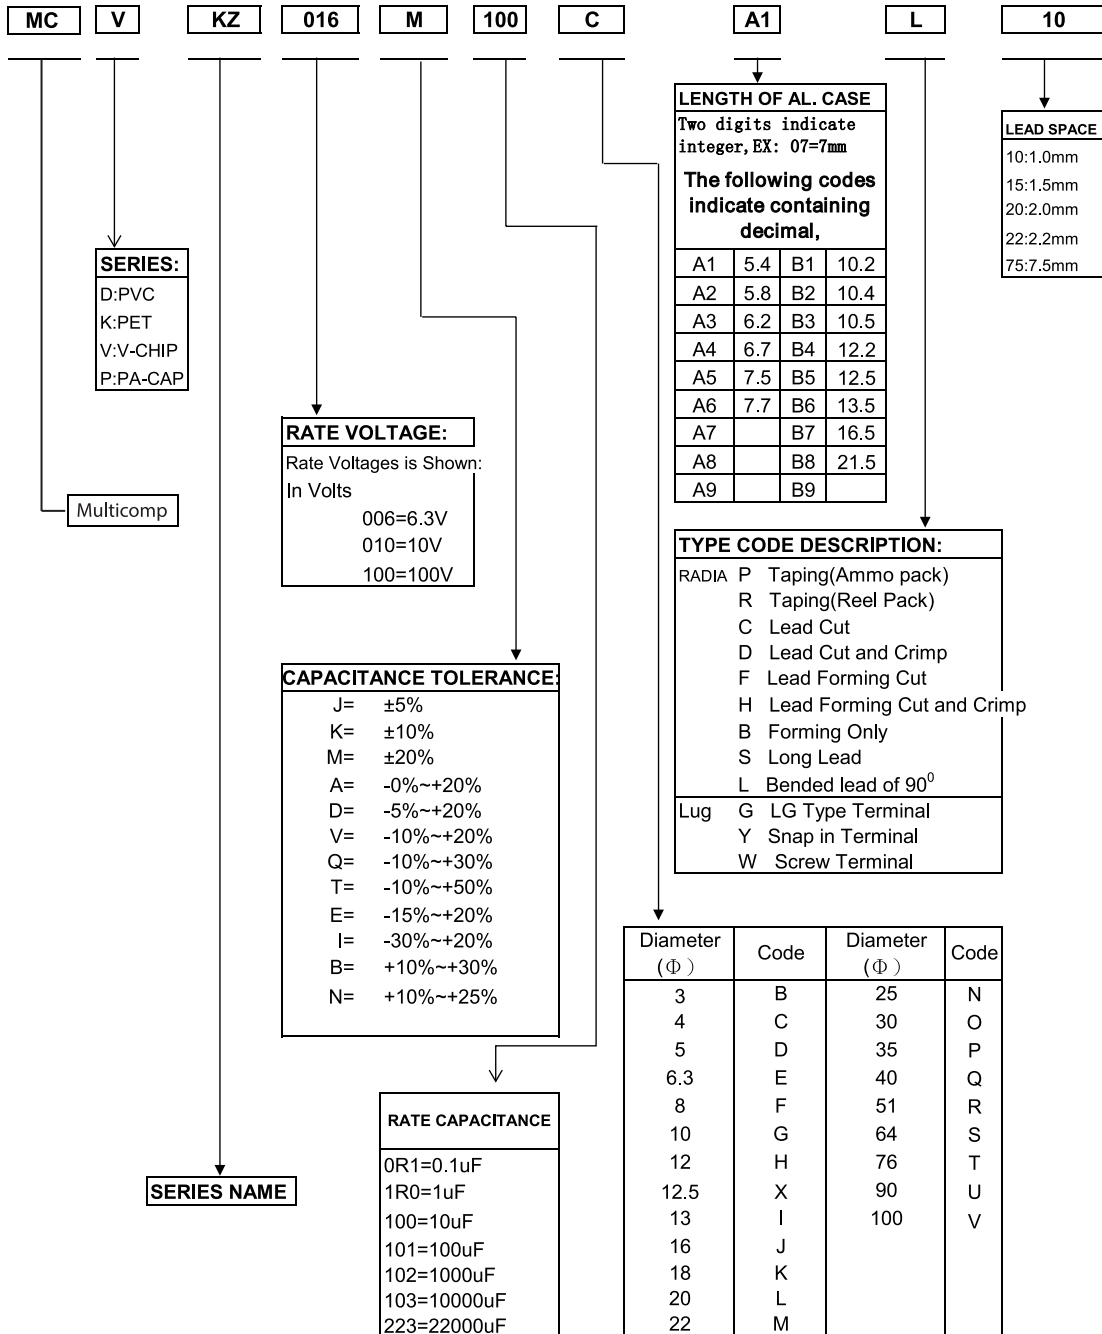 MC V KZ 016 M 100 C A1 L 10
LENGTH OF AL. CASE
Two digits indicate
integer,EX: 07=7mm
The following codes
indicate containing
decimal,
A1 5.4 B1 10.2
A2 5.8 B2 10.4
A3 6.2 B3 10.5
A4 6.7 B4 12.2
A5 7.5 B5 12.5
A6 7.7 B6 13.5
A7 B7 16.5
A8 B8 21.5
A9 B9
LEAD SPACE
10:1.0mm
15:1.5mm
20:2.0mm
22:2.2mm
75:7.5mm
SERIES:
D:PVC
K:PET
V:V-CHIP
P:PA-CAP
RATE VOLTAGE:
Rate Voltages is Shown:
In Volts
006=6.3V
010=10V
100=100V
Multicomp
TYPE CODE DESCRIPTION:
RADIA P Taping(Ammo pack)
R Taping(Reel Pack)
C Lead Cut
D Lead Cut and Crimp
F Lead Forming Cut
H Lead Forming Cut and Crimp
B Forming Only
S Long Lead
L Bended lead of 90⁰
Lug G LG Type Terminal
Y Snap in Terminal
W Screw Terminal
CAPACITANCE TOLERANCE:
J= ±5%
K= ±10%
M= ±20%
A= -0%~+20%
D= -5%~+20%
V= -10%~+20%
Q= -10%~+30%
T= -10%~+50%
E= -15%~+20%
I= -30%~+20%
B= +10%~+30%
N= +10%~+25%
Diameter Code Diameter Code
(Φ) (Φ)
3 B 25 N
4 C 30 O
5 D 35 P
6.3 E 40 Q
8 F 51 R
10 G 64 S
12 H 76 T
12.5 X 90 U
13 I 100 V
16 J
18 K
20 L
22 M
RATE CAPACITANCE
0R1=0.1uF
1R0=1uF
100=10uF
101=100uF
102=1000uF
103=10000uF
223=22000uF
SERIES NAME